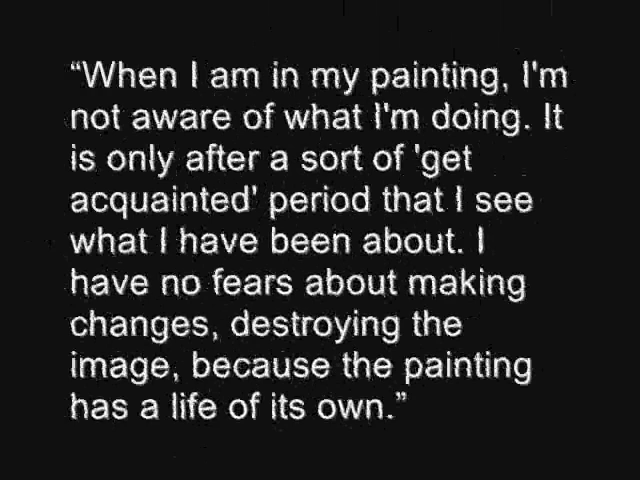 “When I am in my painting, I'm
not aware of what I'm doing. It
is only after a sort of 'get
acquainted' period that I see
what I have been about. I
have no fears about making
changes, destroying the
image, because the painting
has a life of its own.”